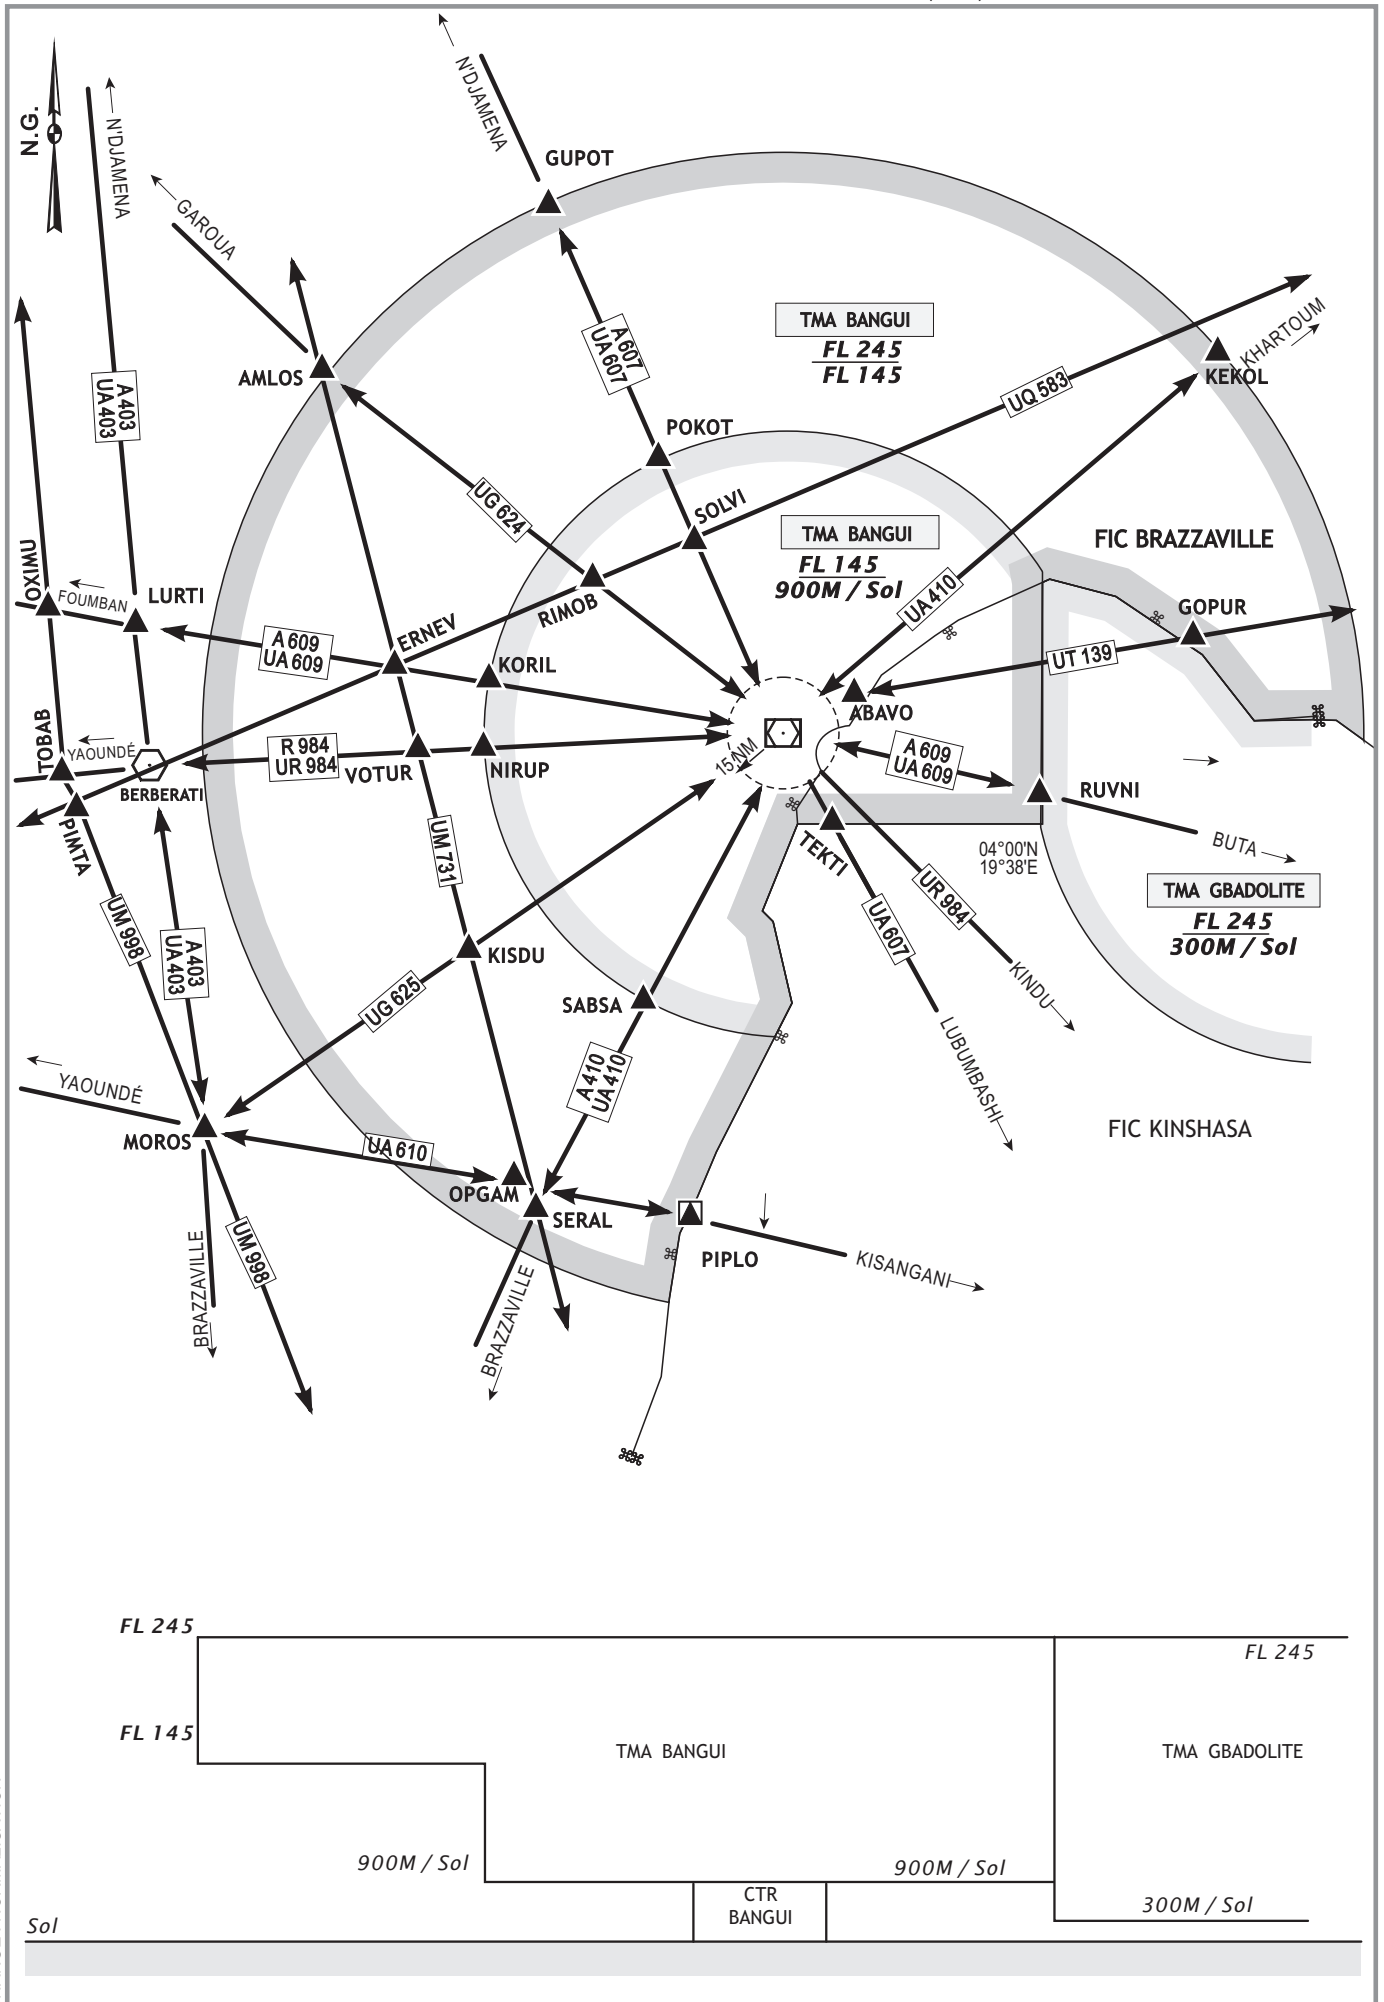 N.G.
N'DJAMENA
N'DJAMENA
GAROUA
GUPOT
AMLOS
A 403
UA 403
A 607
UA 607
TMA BANGUI
FL 245
FL 145
KHARTOUM
KEKOL
UQ 583
POKOT
UG 624
SOLVI
TMA BANGUI
FL 145
900M / Sol
FIC BRAZZAVILLE
OXIMU
FOUMBAN
LURTI
A 609
UA 609
ERNEV
RIMOB
KORIL
UA 410
GOPUR
UT 139
ABAVO
TOBAB
YAOUNDÉ
BERBERATI
R 984
UR 984
VOTUR
NIRUP
15 NM
A 609
UA 609
RUVNI
BUTA
PIMTA
UM 731
TEKTI
04°00'N
19°38'E
UR 984
UA 607
TMA GBADOLITE
FL 245
300M / Sol
UM 998
A 403
UA 403
KISDU
UG 625
SABSA
KINDU
LUBUMBASHI
A 410
UA 410
YAOUNDÉ
MOROS
UA 610
OPGAM
SERAL
PIPLO
KISANGANI
FIC KINSHASA
BRAZZAVILLE
UM 998
BRAZZAVILLE
FL 245
FL 245
FL 145
TMA BANGUI
TMA GBADOLITE
900M / Sol
900M / Sol
CTR
BANGUI
300M / Sol
Sol